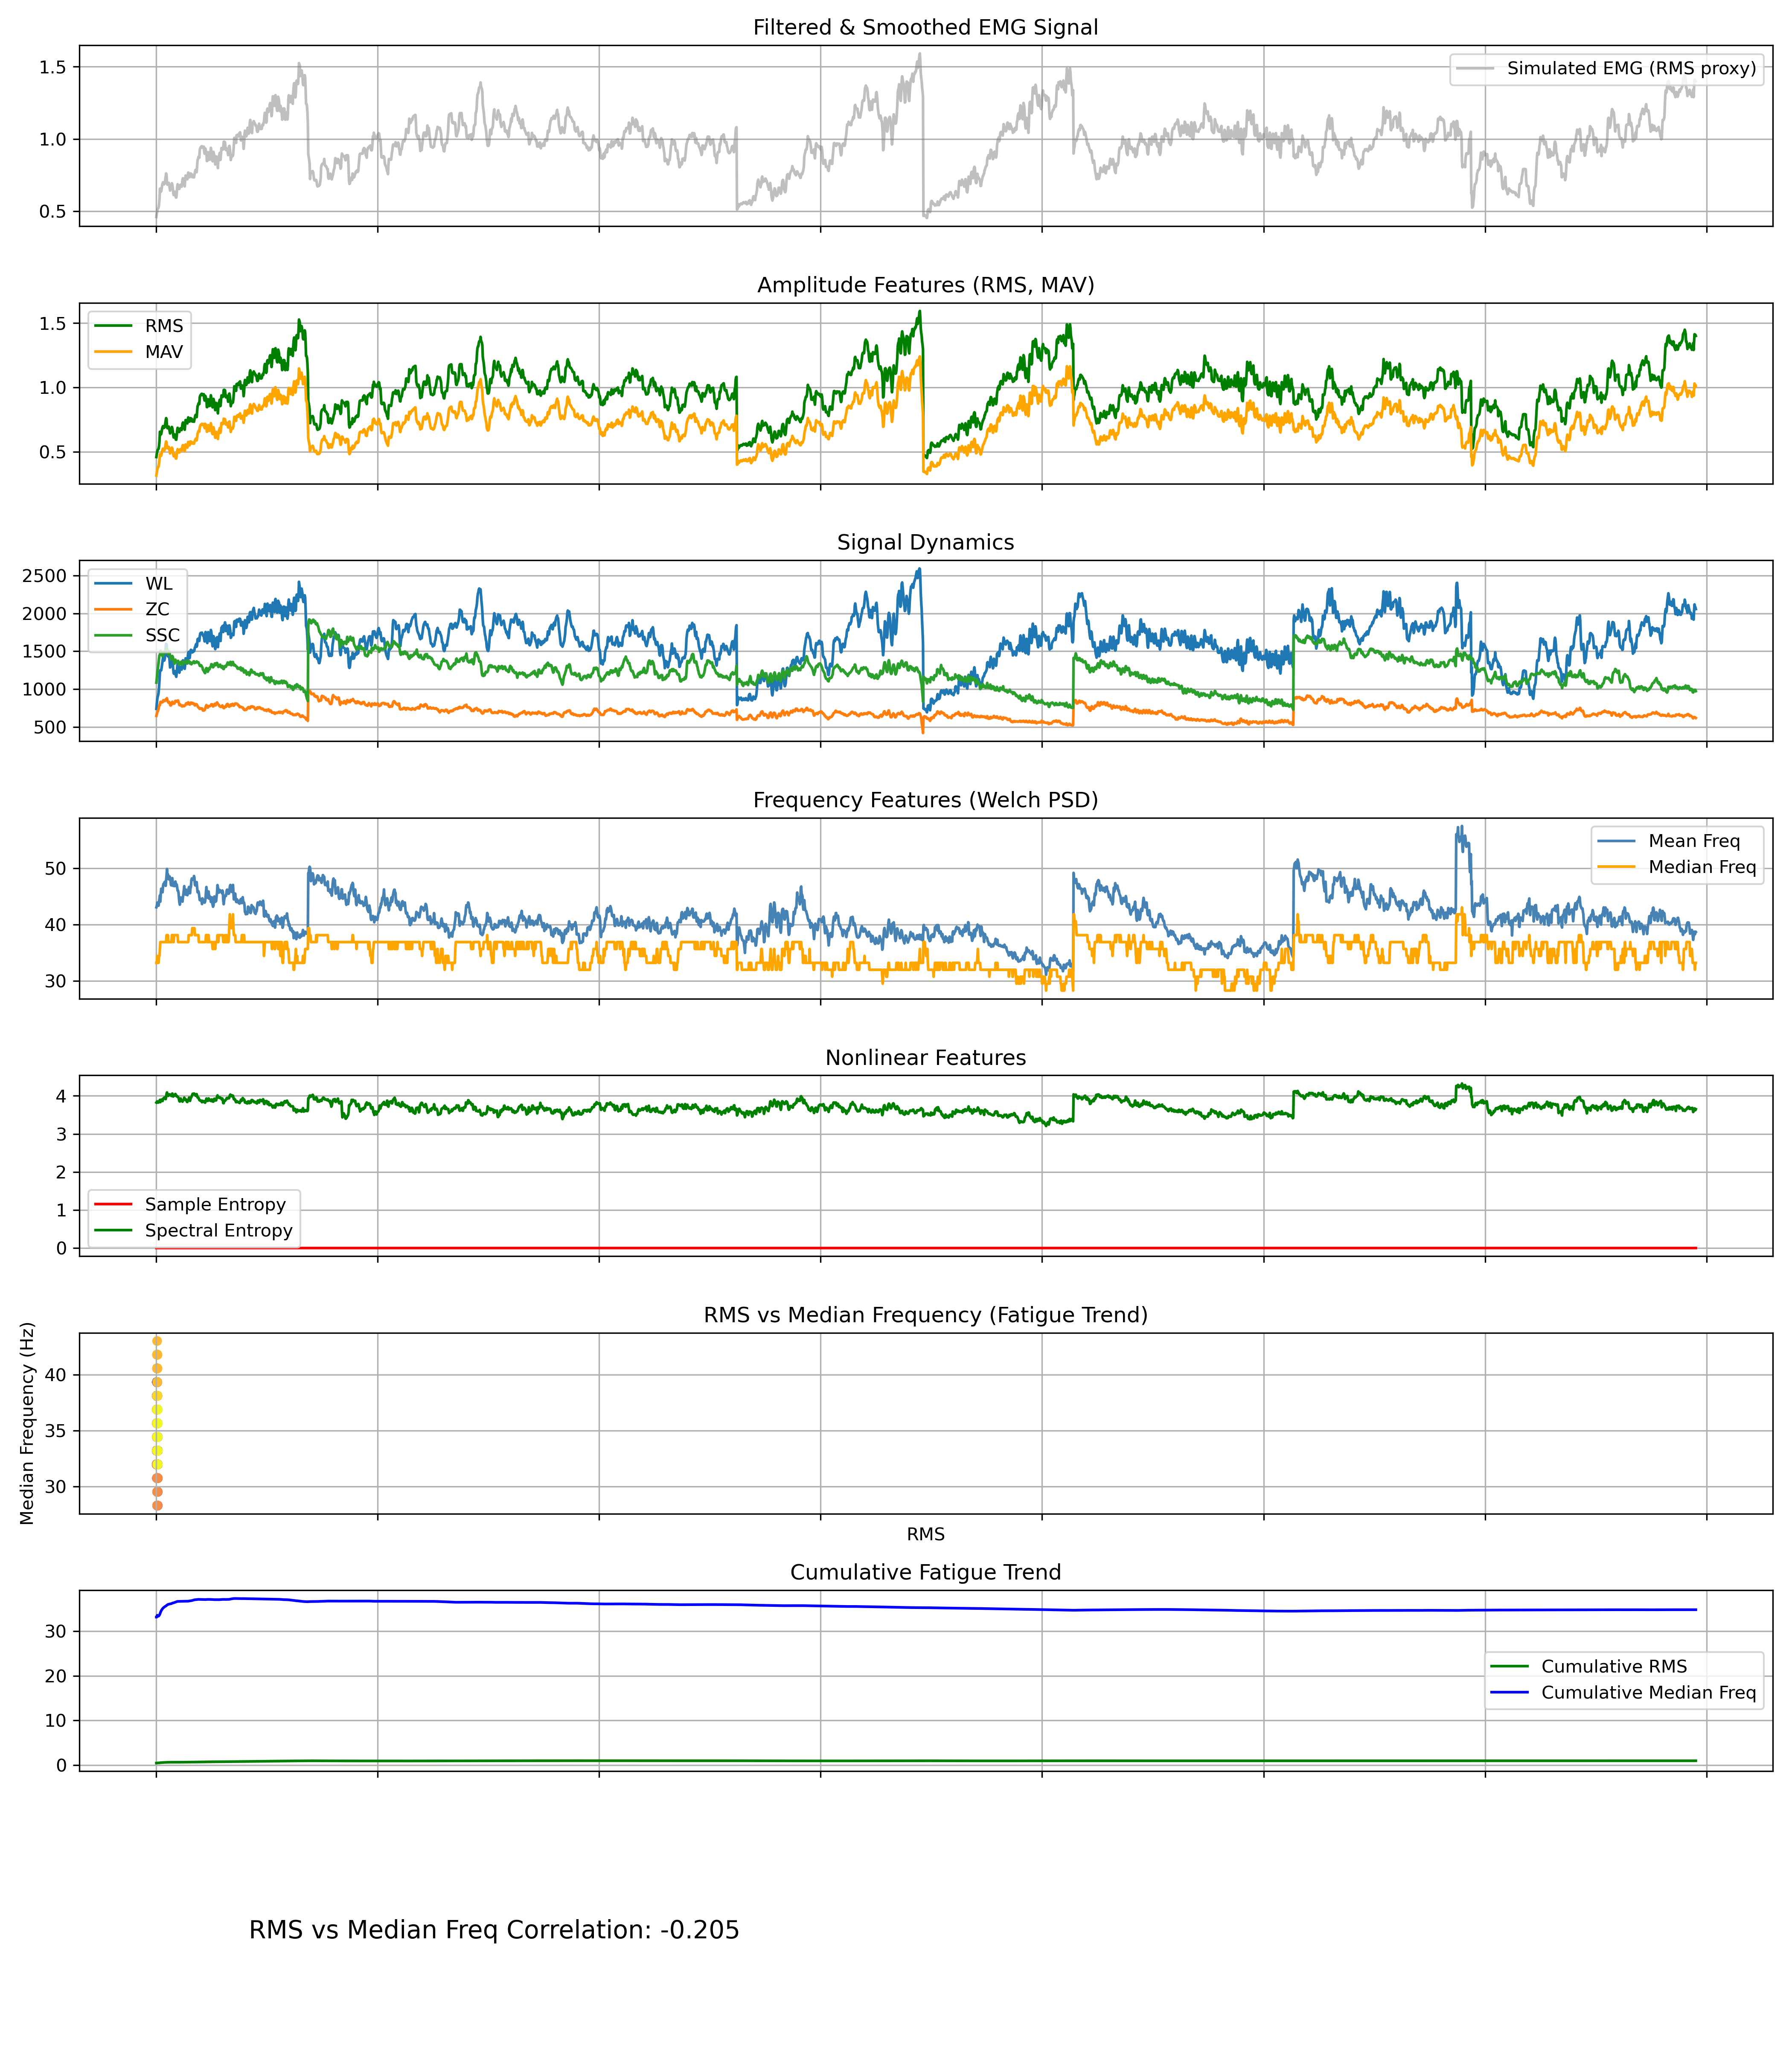 Filtered & Smoothed EMG Signal
1.5
1.0
0.5
Simulated EMG (RMS proxy)
Amplitude Features (RMS, MAV)
1.5
1.0
0.5
RMS
MAV
Signal Dynamics
2500
2000
1500
1000
500
WL
ZC
SSC
Frequency Features (Welch PSD)
50
40
30
Mean Freq
Median Freq
Nonlinear Features
4
3
2
1
0
Sample Entropy
Spectral Entropy
RMS vs Median Frequency (Fatigue Trend)
Median Frequency (Hz)
40
35
30
RMS
Cumulative Fatigue Trend
30
20
10
0
Cumulative RMS
Cumulative Median Freq
RMS vs Median Freq Correlation: -0.205